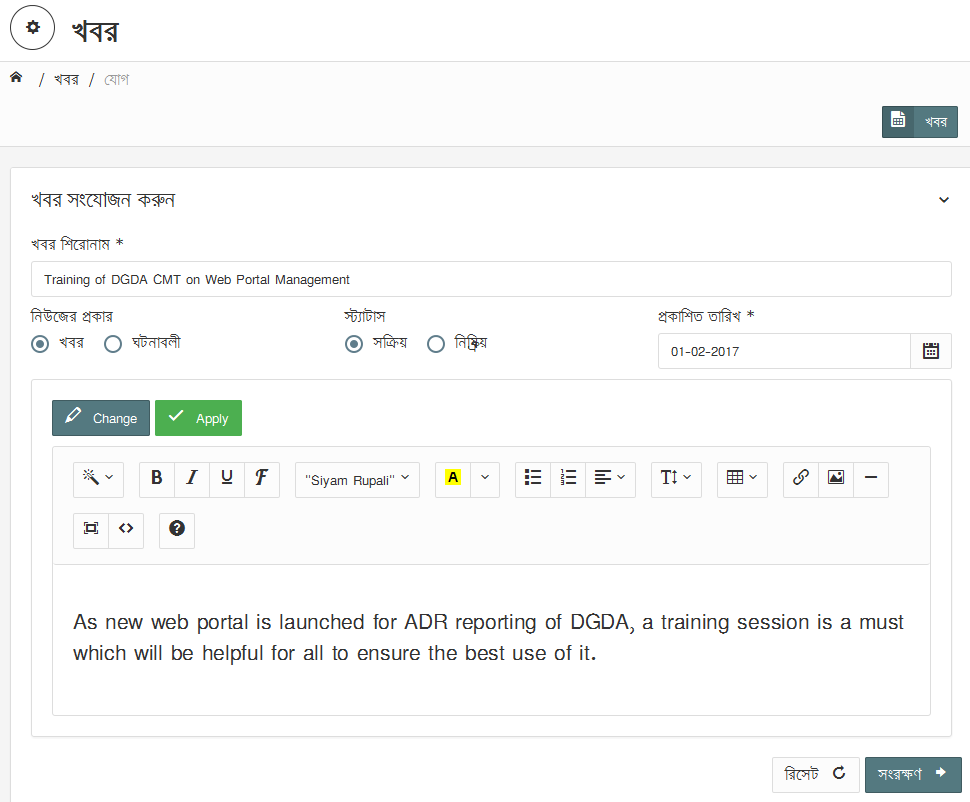 খবর
/ খবর / যোগ
খবর
খবর সংযোজন করুন
খবর শিরোনাম *
Training of DGDA CMT on Web Portal Management
নিউজের প্রকার স্ট্যাটাস প্রকাশিত তারিখ *
খবর ঘটনাবলী সক্রিয় নিষ্ক্রিয়
01-02-2017
Change Apply
B I U F "Siyam Rupali" A T
As new web portal is launched for ADR reporting of DGDA, a training session is a must
which will be helpful for all to ensure the best use of it.
রিসেট সংরক্ষণ